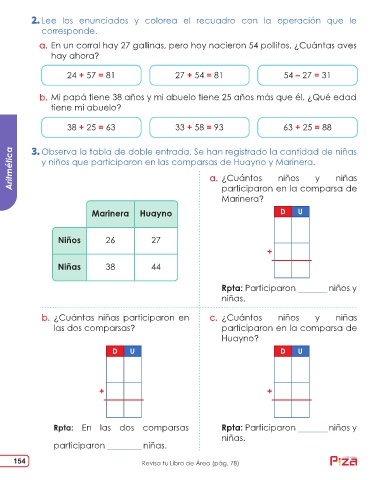 2. Lee los enunciados y colorea el recuadro con la operación que le
corresponde.
a. En un corral hay 27 gallinas, pero hoy nacieron 54 pollitos. ¿Cuántas aves
hay ahora?
24 + 57 = 81
27 + 54 = 81
54 – 27 = 31
b. Mi papá tiene 38 años y mi abuelo tiene 25 años más que él. ¿Qué edad
tiene mi abuelo?
38 + 25 = 63
33 + 58 = 93
63 + 25 = 88
Aritmética
3. Observa la tabla de doble entrada. Se han registrado la cantidad de niñas
y niños que participaron en las comparsas de Huayno y Marinera.
Marinera Huayno
Niños 26 27
Niñas 38 44
a. ¿Cuántos niños y niñas
participaron en la comparsa de
Marinera?
D U
+
Rpta: Participaron ______ niños y
niñas.
b. ¿Cuántas niñas participaron en
las dos comparsas?
D U
+
Rpta: En las dos comparsas
participaron _______ niñas.
c. ¿Cuántos niños y niñas
participaron en la comparsa de
Huayno?
D U
+
Rpta: Participaron ______ niños y
niñas.
154
Revisa tu Libro de Área (pág. 78)